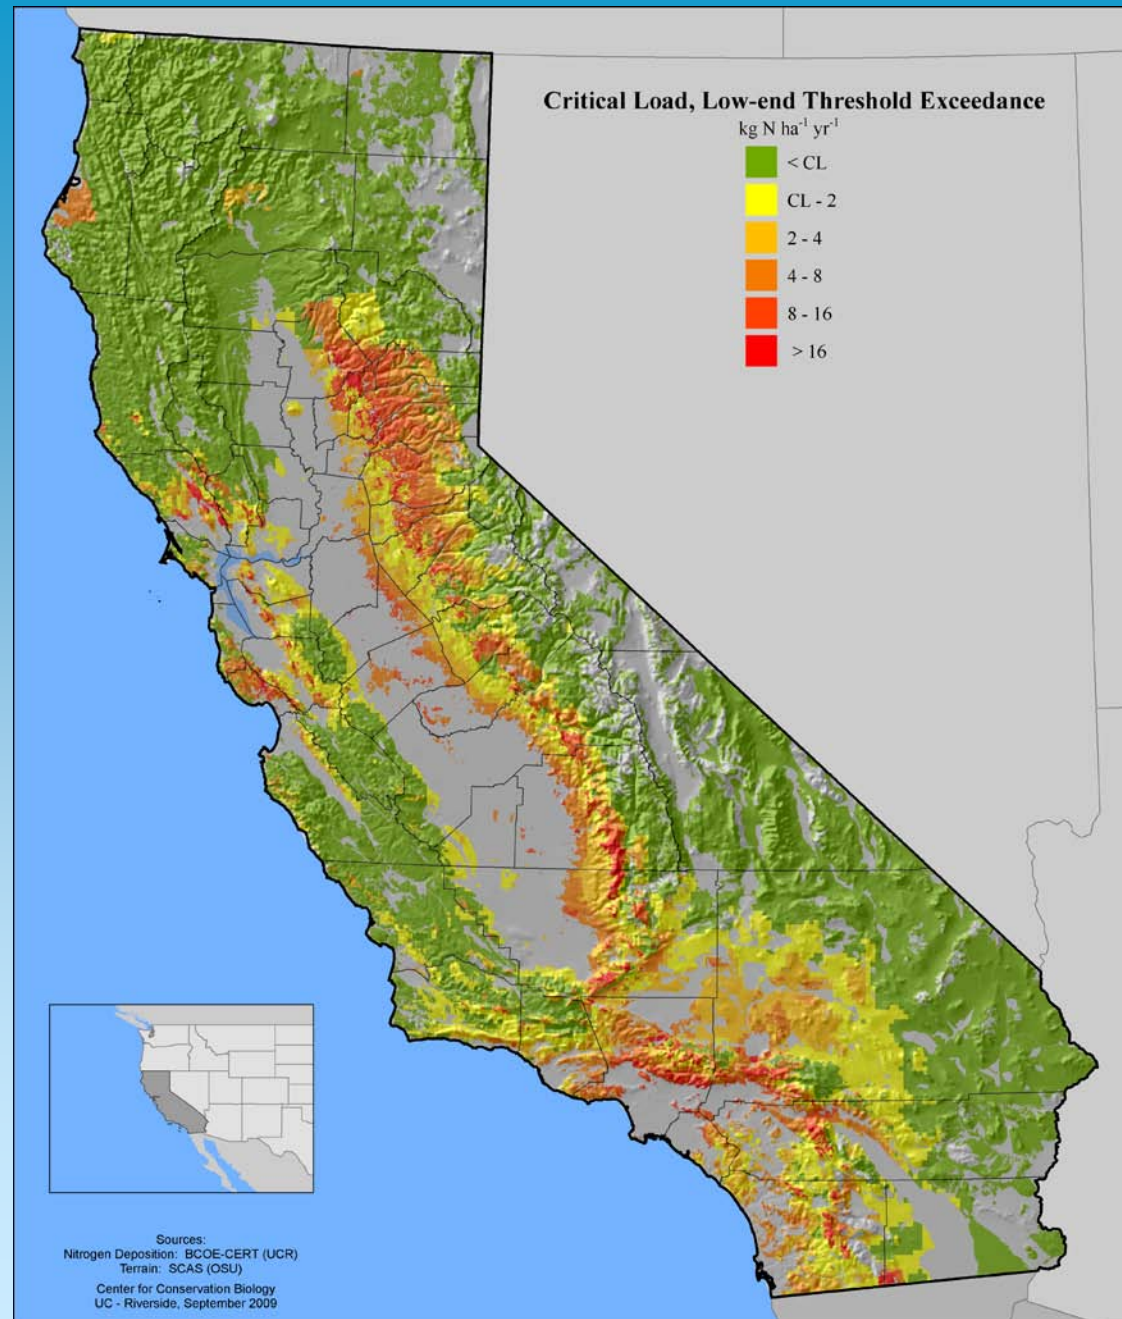 Critical Load, Low-end Threshold Exceedance
kg N ha⁻¹ yr⁻¹
< CL
CL - 2
2 - 4
4 - 8
8 - 16
> 16
Sources:
Nitrogen Deposition: BCOE-CERT (UCR)
Terrain: SCAS (OSU)
Center for Conservation Biology
UC - Riverside, September 2009